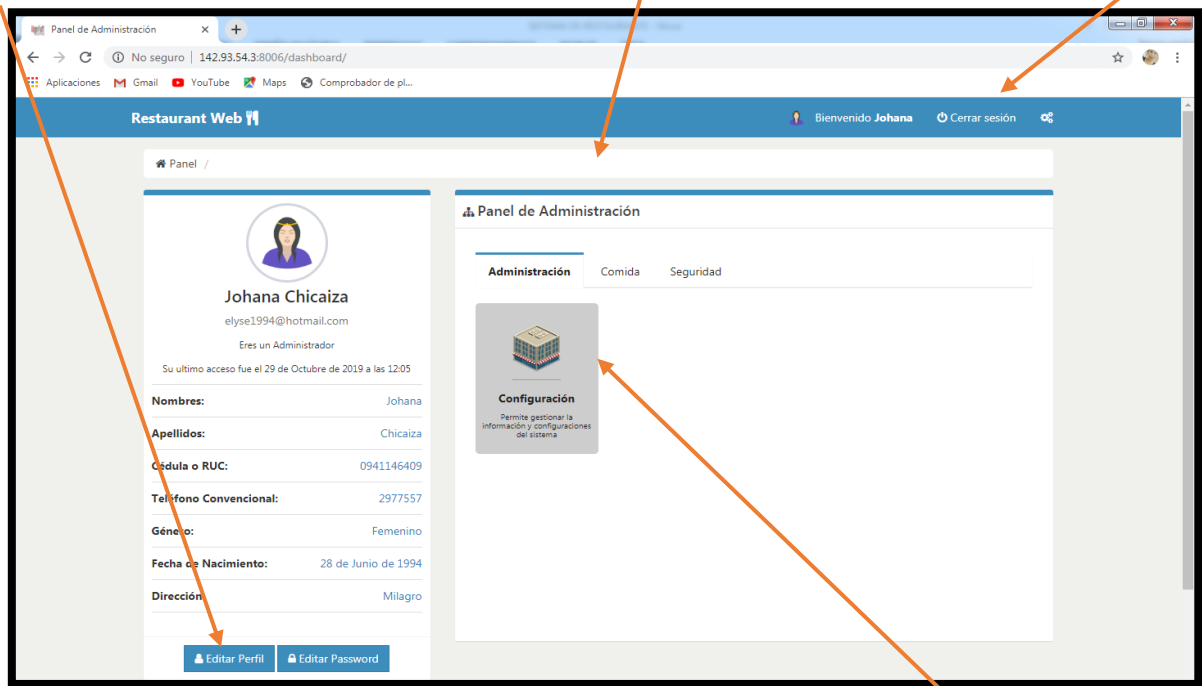 Panel de Administración
No seguro | 142.93.54.3:8006/dashboard/
Aplicaciones Gmail YouTube Maps Comprobador de pl...
Restaurant Web
Bienvenido Johana Cerrar sesión
Panel /
Johana Chicaiza
elyse1994@hotmail.com
Eres un Administrador
Su ultimo acceso fue el 29 de Octubre de 2019 a las 12:05
Nombres: Johana
Apellidos: Chicaiza
Cédula o RUC: 0941146409
Teléfono Convencional: 2977557
Género: Femenino
Fecha de Nacimiento: 28 de Junio de 1994
Dirección: Milagro
Editar Perfil Editar Password
Panel de Administración
Administración Comida Seguridad
Configuración
Permite gestionar la
información y configuraciones
del sistema